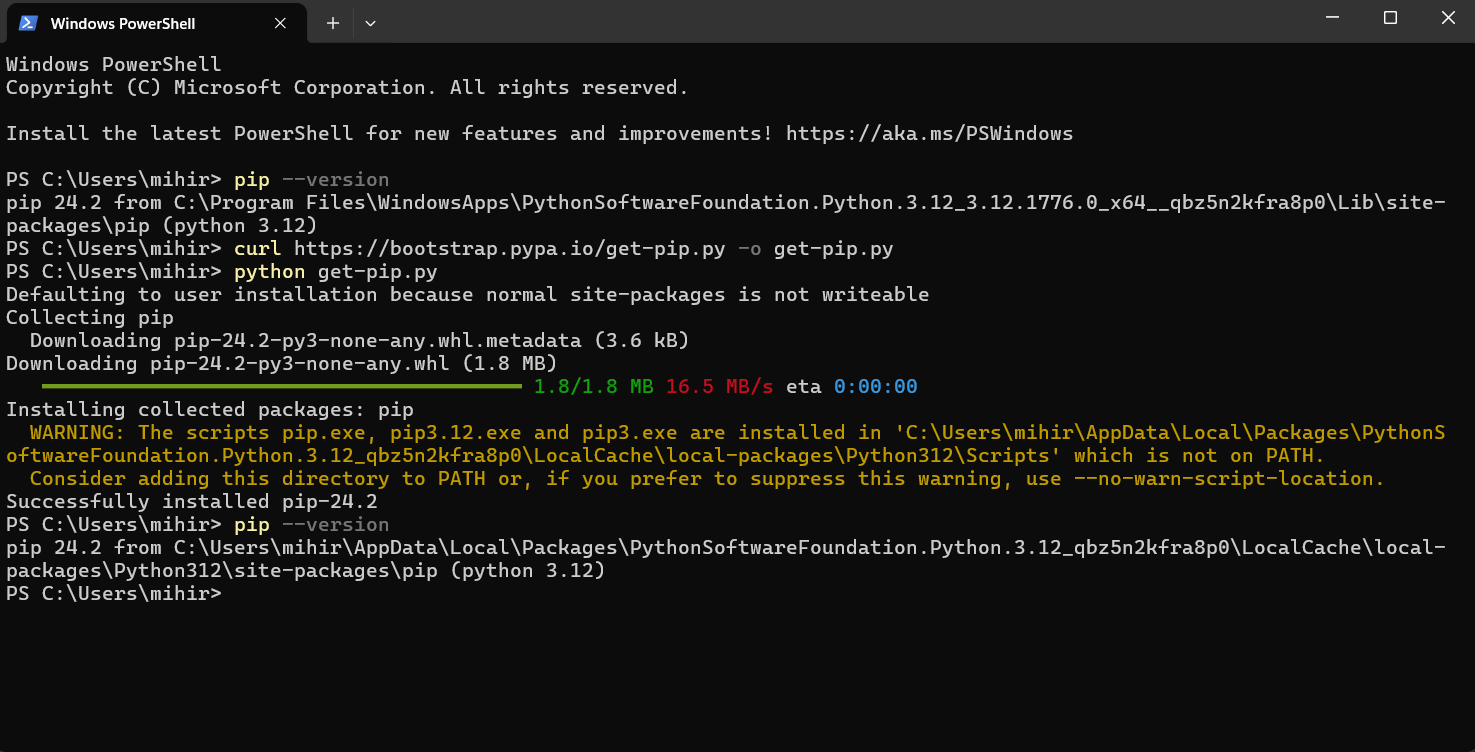 Windows PowerShell
Windows PowerShell
Copyright (C) Microsoft Corporation. All rights reserved.
Install the latest PowerShell for new features and improvements! https://aka.ms/PSWindows
PS C:\Users\mihir> pip --version
pip 24.2 from C:\Program Files\WindowsApps\PythonSoftwareFoundation.Python.3.12_3.12.1776.0_x64__qbz5n2kfra8p0\Lib\site-
packages\pip (python 3.12)
PS C:\Users\mihir> curl https://bootstrap.pypa.io/get-pip.py -o get-pip.py
PS C:\Users\mihir> python get-pip.py
Defaulting to user installation because normal site-packages is not writeable
Collecting pip
  Downloading pip-24.2-py3-none-any.whl.metadata (3.6 kB)
Downloading pip-24.2-py3-none-any.whl (1.8 MB)
1.8/1.8 MB 16.5 MB/s eta 0:00:00
Installing collected packages: pip
  WARNING: The scripts pip.exe, pip3.12.exe and pip3.exe are installed in 'C:\Users\mihir\AppData\Local\Packages\PythonS
oftwareFoundation.Python.3.12_qbz5n2kfra8p0\LocalCache\local-packages\Python312\Scripts' which is not on PATH.
  Consider adding this directory to PATH or, if you prefer to suppress this warning, use --no-warn-script-location.
Successfully installed pip-24.2
PS C:\Users\mihir> pip --version
pip 24.2 from C:\Users\mihir\AppData\Local\Packages\PythonSoftwareFoundation.Python.3.12_qbz5n2kfra8p0\LocalCache\local-
packages\Python312\site-packages\pip (python 3.12)
PS C:\Users\mihir>